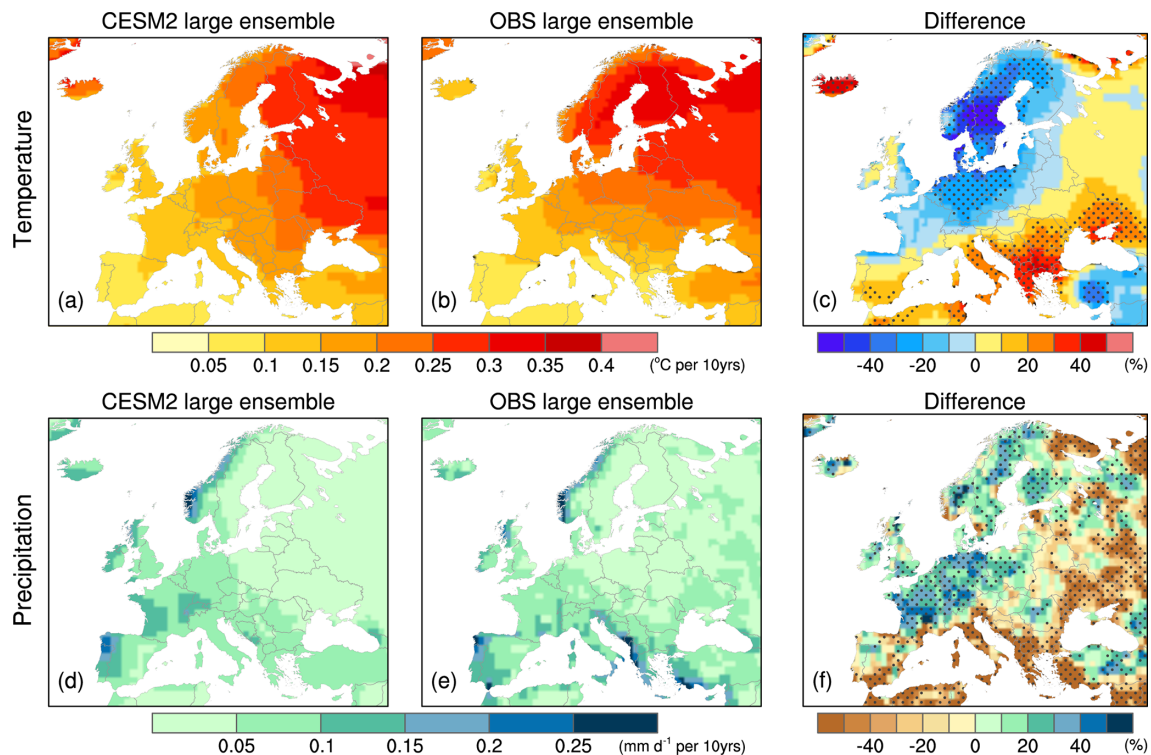 CESM2 large ensemble OBS large ensemble Difference
Temperature
(a) (b) (c)
0.05 0.1 0.15 0.2 0.25 0.3 0.35 0.4 (°C per 10yrs) -40 -20 0 20 40 (%)
CESM2 large ensemble OBS large ensemble Difference
Precipitation
(d) (e) (f)
0.05 0.1 0.15 0.2 0.25 (mm d⁻¹ per 10yrs) -40 -20 0 20 40 (%)